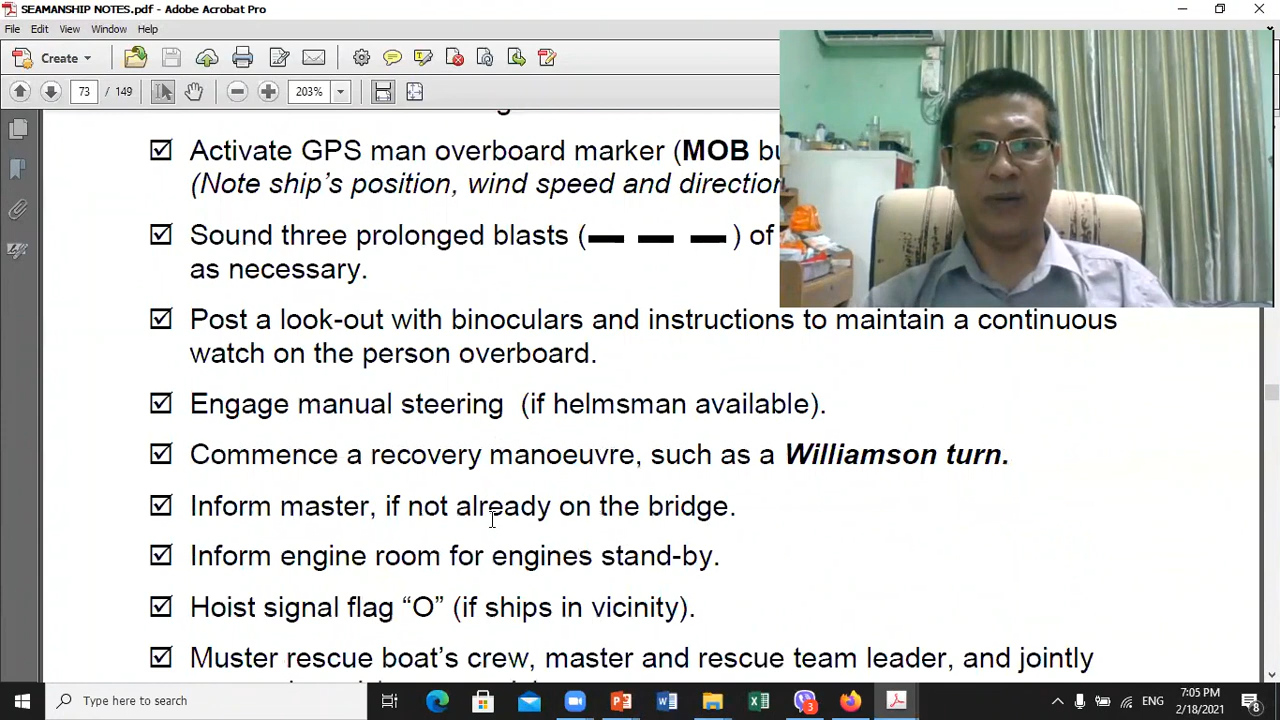 SEAMANSHIP NOTES.pdf - Adobe Acrobat Pro
File Edit View Window Help
Create
73 / 149 203%
Activate GPS man overboard marker (MOB
(Note ship's position, wind speed and direction
Sound three prolonged blasts ( ) of
as necessary.
Post a look-out with binoculars and instructions to maintain a continuous
watch on the person overboard.
Engage manual steering (if helmsman available).
Commence a recovery manoeuvre, such as a Williamson turn.
Inform master, if not already on the bridge.
Inform engine room for engines stand-by.
Hoist signal flag “O” (if ships in vicinity).
Muster rescue boat's crew, master and rescue team leader, and jointly
Type here to search
3
ENG
7:05 PM
2/18/2021
8